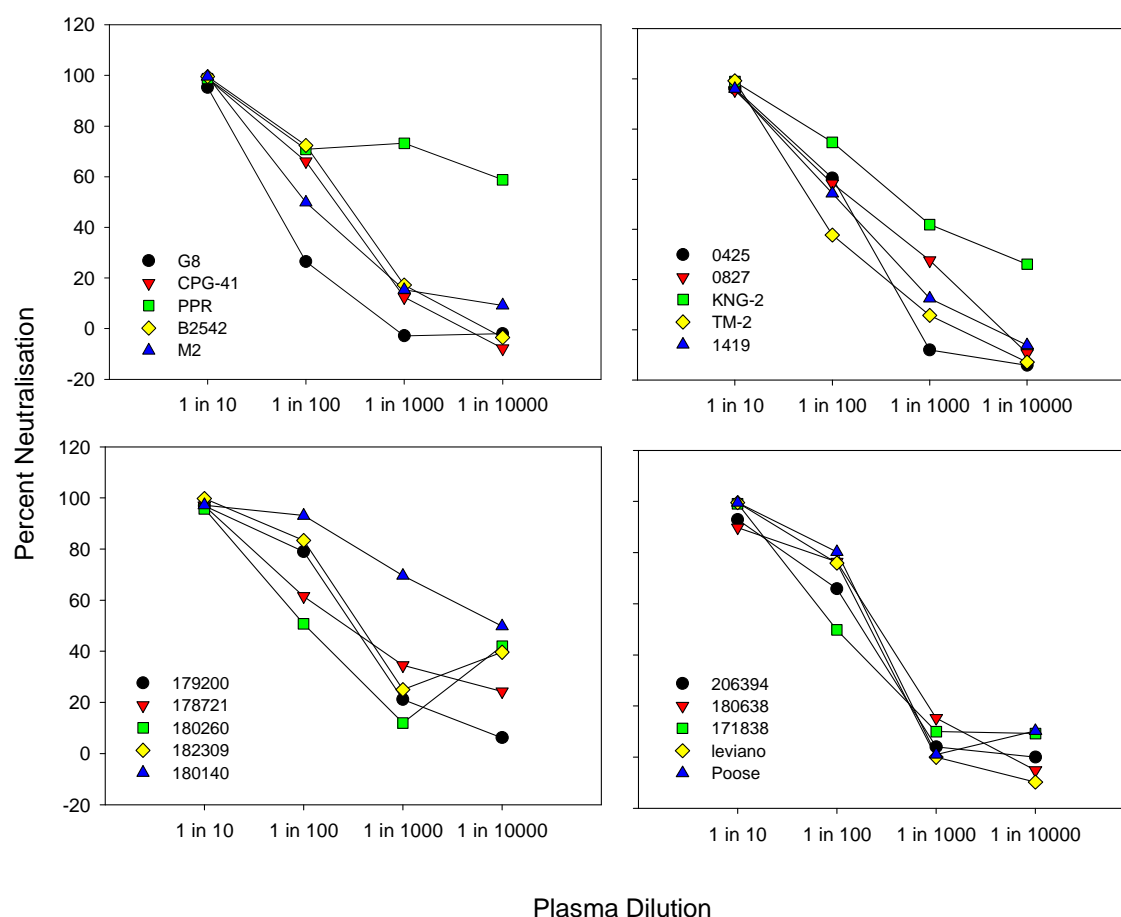 Percent Neutralisation
120
100
80
60
40
20
0
-20
G8
CPG-41
PPR
B2542
M2
1 in 10 1 in 100 1 in 1000 1 in 10000
0425
0827
KNG-2
TM-2
1419
1 in 10 1 in 100 1 in 1000 1 in 10000
120
100
80
60
40
20
0
-20
179200
178721
180260
182309
180140
1 in 10 1 in 100 1 in 1000 1 in 10000
206394
180638
171838
leviano
Poose
1 in 10 1 in 100 1 in 1000 1 in 10000
Plasma Dilution